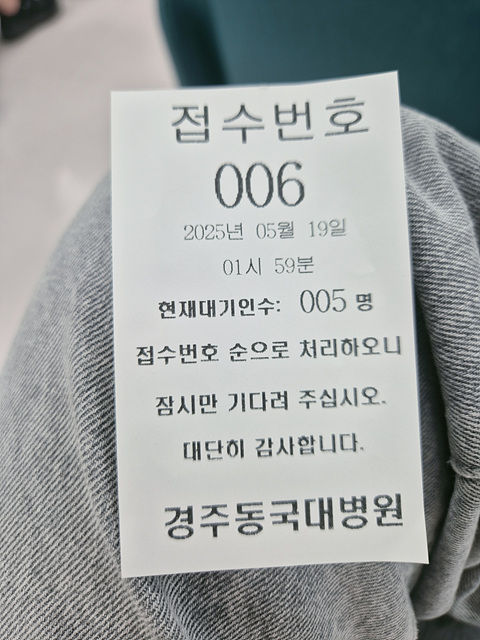 접수번호
006
2025년 05월 19일
01시 59분
현재대기인수: 005 명
접수번호 순으로 처리하오니
잠시만 기다려 주십시오.
대단히 감사합니다.
경주동국대병원